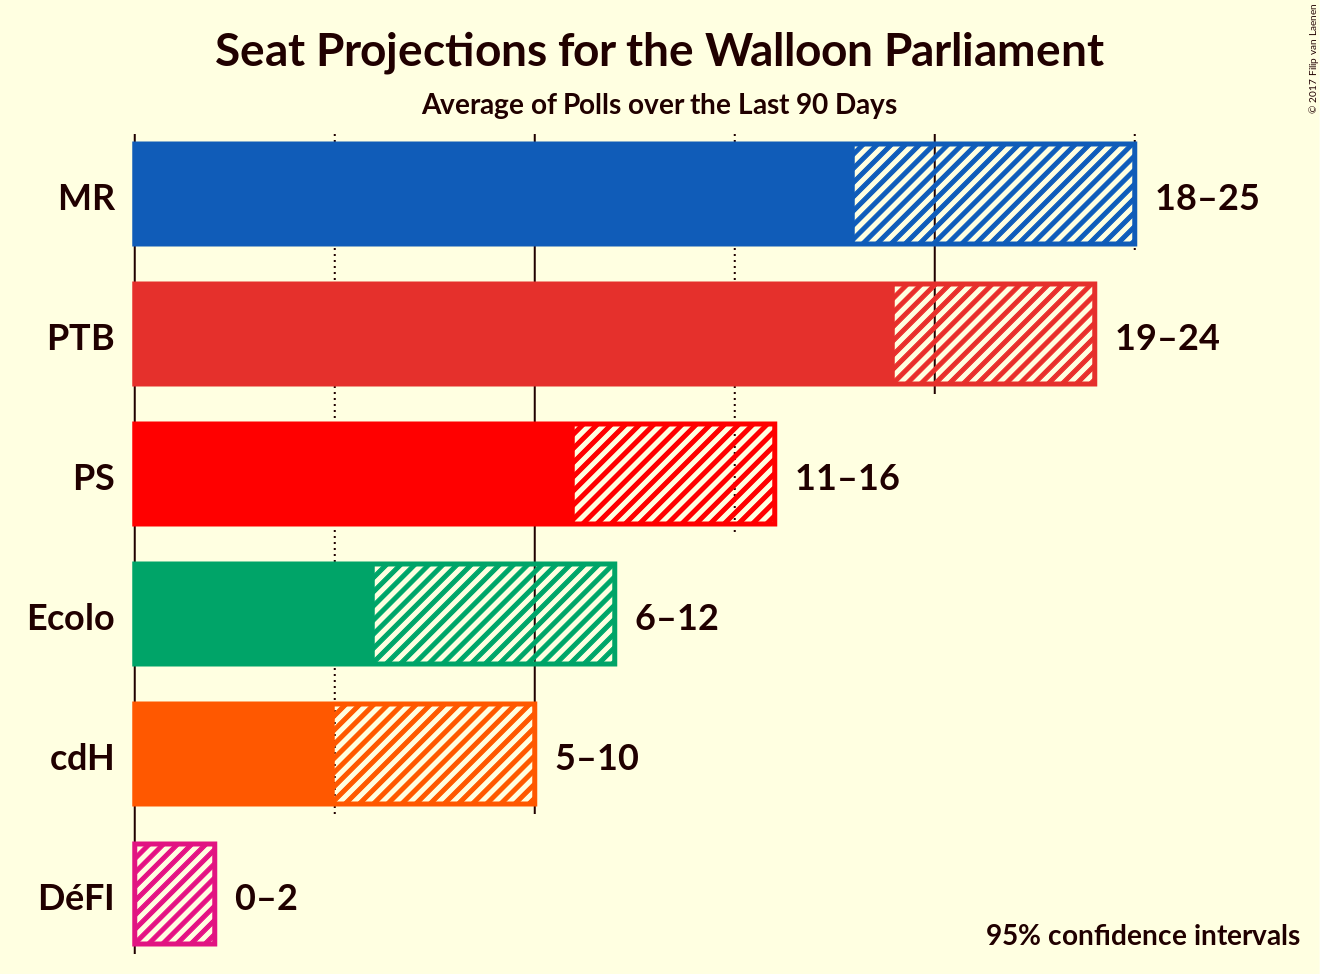 Seat Projections for the Walloon Parliament
Average of Polls over the Last 90 Days
© 2017 Filip van Laenen
MR 18–25
PTB 19–24
PS 11–16
Ecolo 6–12
cdH 5–10
DéFI 0–2
95% confidence intervals